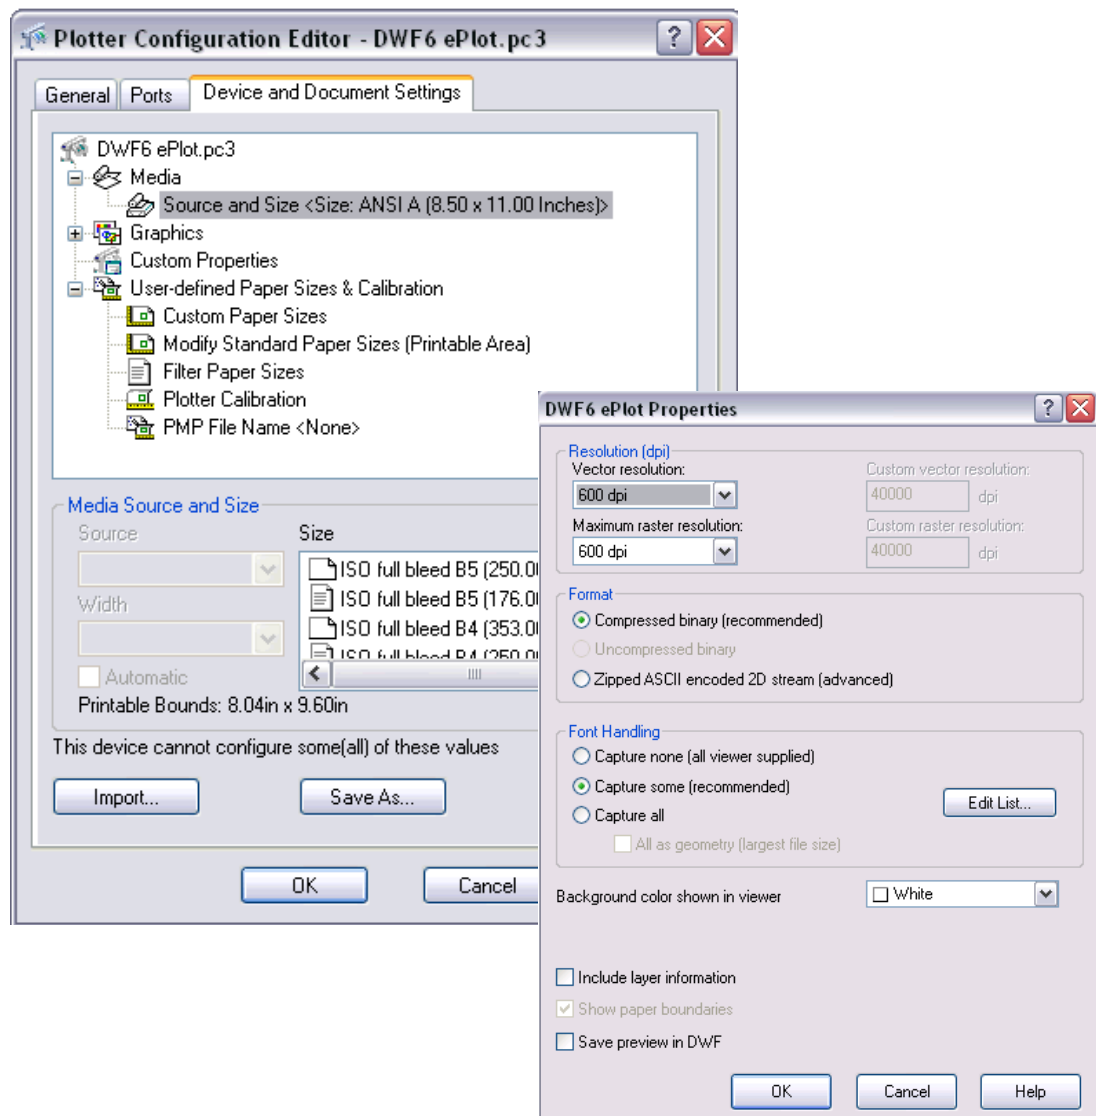 Plotter Configuration Editor - DWF6 ePlot.pc3
General Ports Device and Document Settings
DWF6 ePlot.pc3
Media
Source and Size <Size: ANSI A (8.50 x 11.00 Inches)>
Graphics
Custom Properties
User-defined Paper Sizes & Calibration
Custom Paper Sizes
Modify Standard Paper Sizes (Printable Area)
Filter Paper Sizes
Plotter Calibration
PMP File Name <None>
Media Source and Size
Source
Size
Width
ISO full bleed B5 (250.0
ISO full bleed B5 (176.0
ISO full bleed B4 (353.0
ISO full bleed B4 (250.0
Automatic
Printable Bounds: 8.04in x 9.60in
This device cannot configure some(all) of these values
Import... Save As...
OK Cancel
DWF6 ePlot Properties
Resolution (dpi)
Vector resolution: Custom vector resolution:
600 dpi 40000 dpi
Maximum raster resolution: Custom raster resolution:
600 dpi 40000 dpi
Format
Compressed binary (recommended)
Uncompressed binary
Zipped ASCII encoded 2D stream (advanced)
Font Handling
Capture none (all viewer supplied)
Capture some (recommended)
Capture all
Edit List...
All as geometry (largest file size)
Background color shown in viewer White
Include layer information
Show paper boundaries
Save preview in DWF
OK Cancel Help